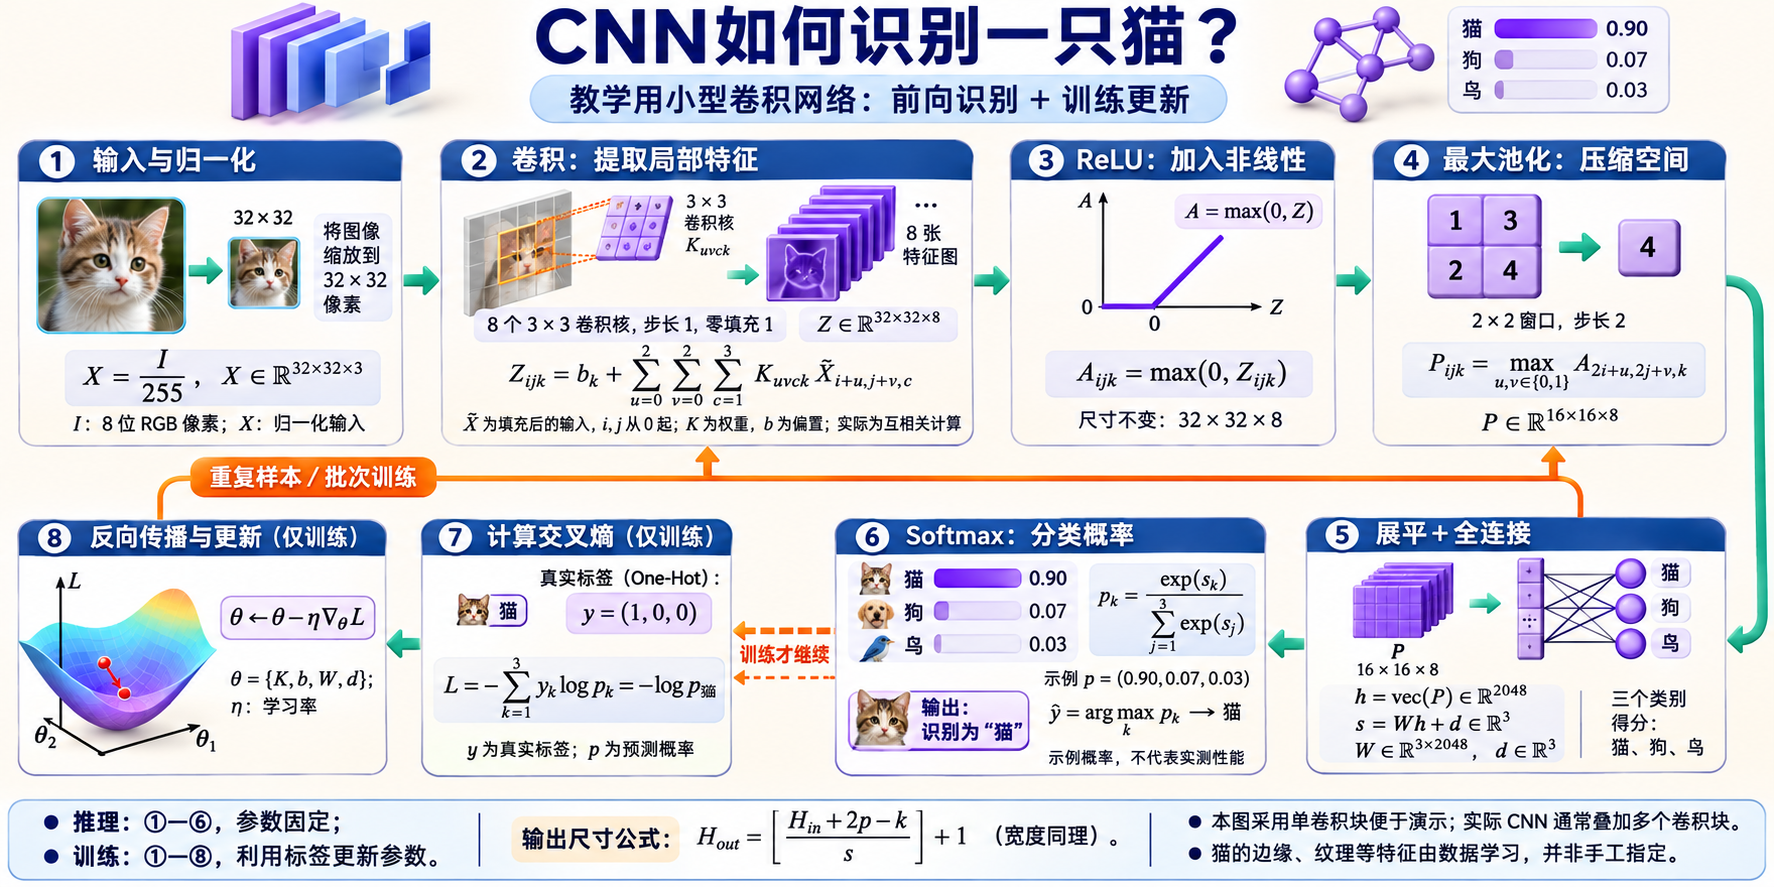 CNN如何识别一只猫？
教学用小型卷积网络：前向识别 + 训练更新
猫 0.90
狗 0.07
鸟 0.03
① 输入与归一化
32×32
将图像
缩放到
32×32
像素
X = I/255 , X ∈ ℝ^{32×32×3}
I：8 位 RGB 像素；X：归一化输入
② 卷积：提取局部特征
3 × 3
卷积核
K_{uvck}
...
8 张
特征图
8 个 3 × 3 卷积核, 步长 1, 零填充 1
Z ∈ ℝ^{32×32×8}
Z_{ijk} = b_k + ∑_{u=0}^{2} ∑_{v=0}^{2} ∑_{c=1}^{3} K_{uvck} X̃_{i+u,j+v,c}
X̃ 为填充后的输入, i, j 从 0 起；K 为权重，b 为偏置；实际为互相关计算
③ ReLU：加入非线性
A
A = max(0, Z)
0
0
Z
A_{ijk} = max(0, Z_{ijk})
尺寸不变：32 × 32 × 8
④ 最大池化：压缩空间
1 3
2 4
4
2 × 2 窗口，步长 2
P_{ijk} = max_{u,v∈{0,1}} A_{2i+u,2j+v,k}
P ∈ ℝ^{16×16×8}
重复样本 / 批次训练
⑤ 展平 + 全连接
猫
狗
鸟
P
16 × 16 × 8
h = vec(P) ∈ ℝ^{2048}
s = Wh + d ∈ ℝ^3
W ∈ ℝ^{3×2048}, d ∈ ℝ^3
三个类别
得分：
猫、狗、鸟
⑥ Softmax：分类概率
猫 0.90
狗 0.07
鸟 0.03
p_k = exp(s_k) / ∑_{j=1}^{3} exp(s_j)
示例 p = (0.90, 0.07, 0.03)
输出：
识别为 “猫”
ŷ = arg max_k p_k → 猫
示例概率，不代表实测性能
训练才继续
⑦ 计算交叉熵（仅训练）
真实标签（One-Hot）：
猫
y = (1, 0, 0)
L = −∑_{k=1}^{3} y_k log p_k = −log p_猫
y 为真实标签；p 为预测概率
⑧ 反向传播与更新（仅训练）
L
θ_2
θ_1
θ ← θ − η∇_θ L
θ = {K, b, W, d};
η：学习率
● 推理：①—⑥，参数固定；
● 训练：①—⑧，利用标签更新参数。
输出尺寸公式： H_{out} = [ (H_{in} + 2p − k) / s ] + 1 （宽度同理）。
● 本图采用单卷积块便于演示；实际 CNN 通常叠加多个卷积块。
● 猫的边缘、纹理等特征由数据学习，并非手工指定。